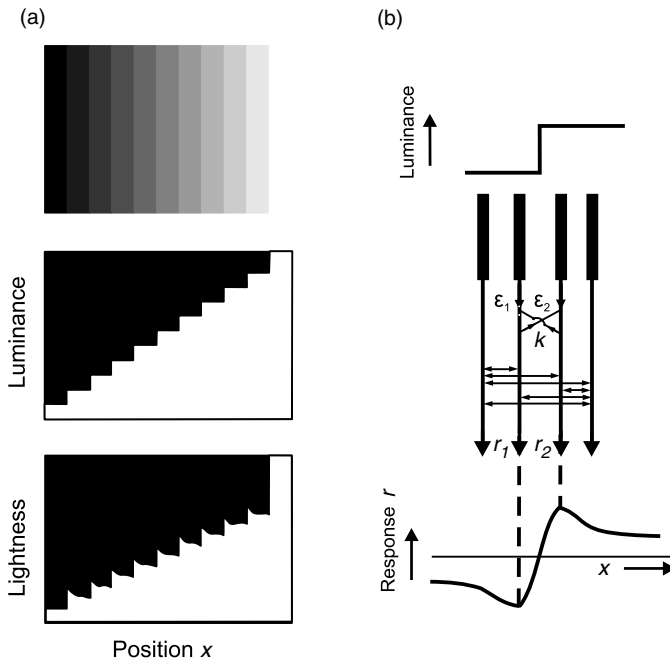 (a)
Luminance
Lightness
Position x
(b)
Luminance
ε1 ε2
k
r1 r2
Response r
x